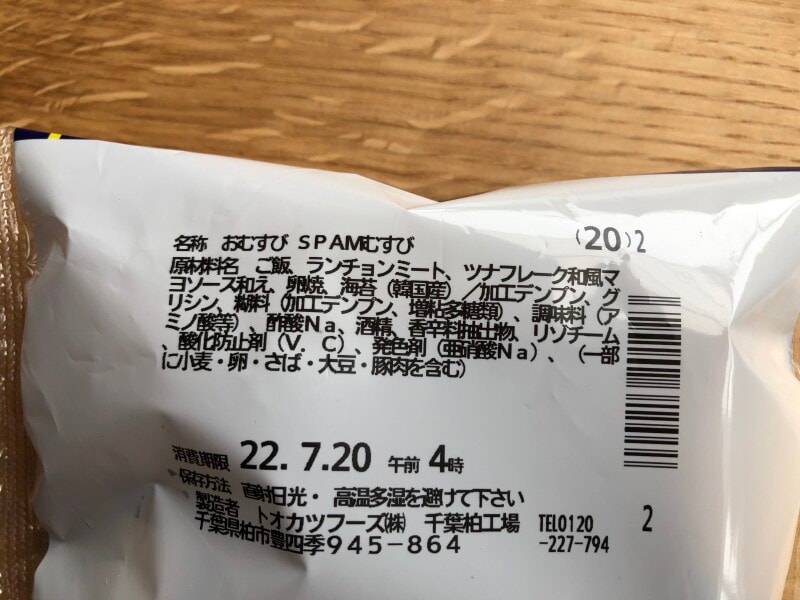 名称 おむすび SPAMむすび (20)2
原材料名 ご飯、ランチョンミート、ツナフレーク和風マ
ヨソース和え、卵焼、海苔（韓国産）／加工デンプン、グ
リシン、糊料（加工デンプン、増粘多糖類）、調味料（ア
ミノ酸等）、酢酸Na、酒精、香辛料抽出物、リゾチーム
、酸化防止剤（V．C）、発色剤（亜硝酸Na）、（一部
に小麦・卵・さば・大豆・豚肉を含む）
消費期限 22. 7.20 午前 4時
保存方法 直射日光・高温多湿を避けて下さい
製造者 トオカツフーズ㈱ 千葉柏工場 TEL0120 2
千葉県柏市豊四季945-864 -227-794